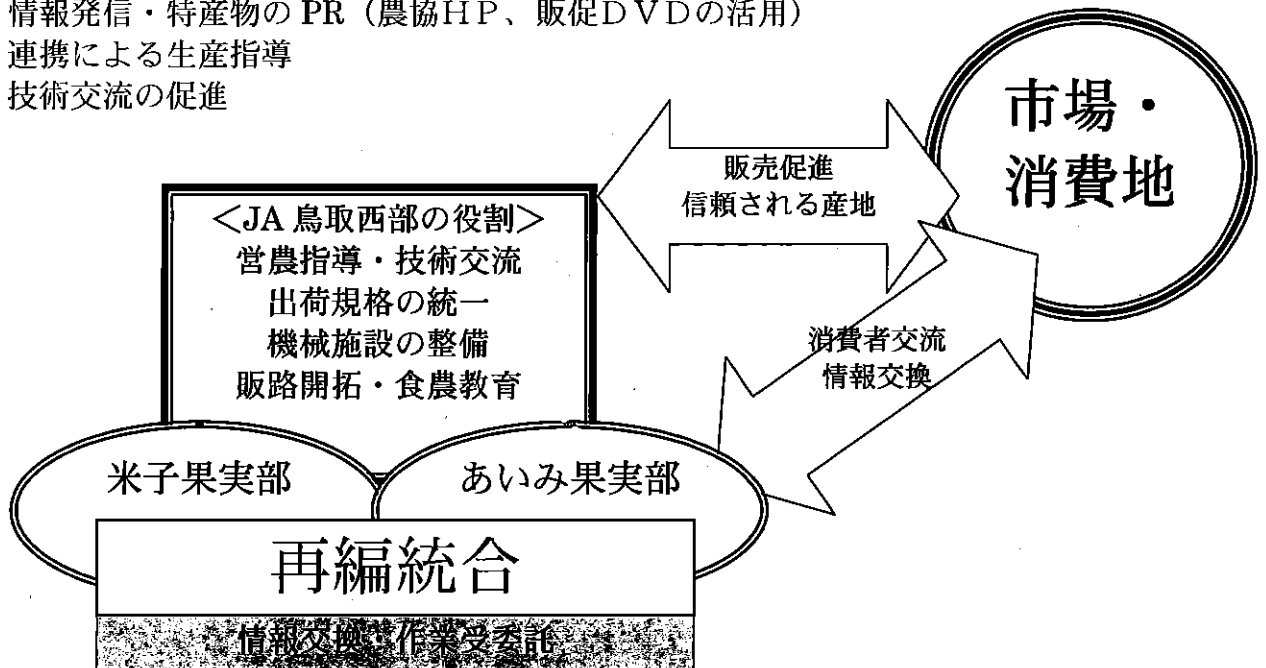 情報発信・特産物の PR（農協ＨＰ、販促ＤＶＤの活用）
連携による生産指導
技術交流の促進
市場・
消費地
販売促進
信頼される産地
＜JA 鳥取西部の役割＞
営農指導・技術交流
出荷規格の統一
機械施設の整備
販路開拓・食農教育
消費者交流
情報交換
米子果実部
あいみ果実部
再編統合
情報交換・作業受委託